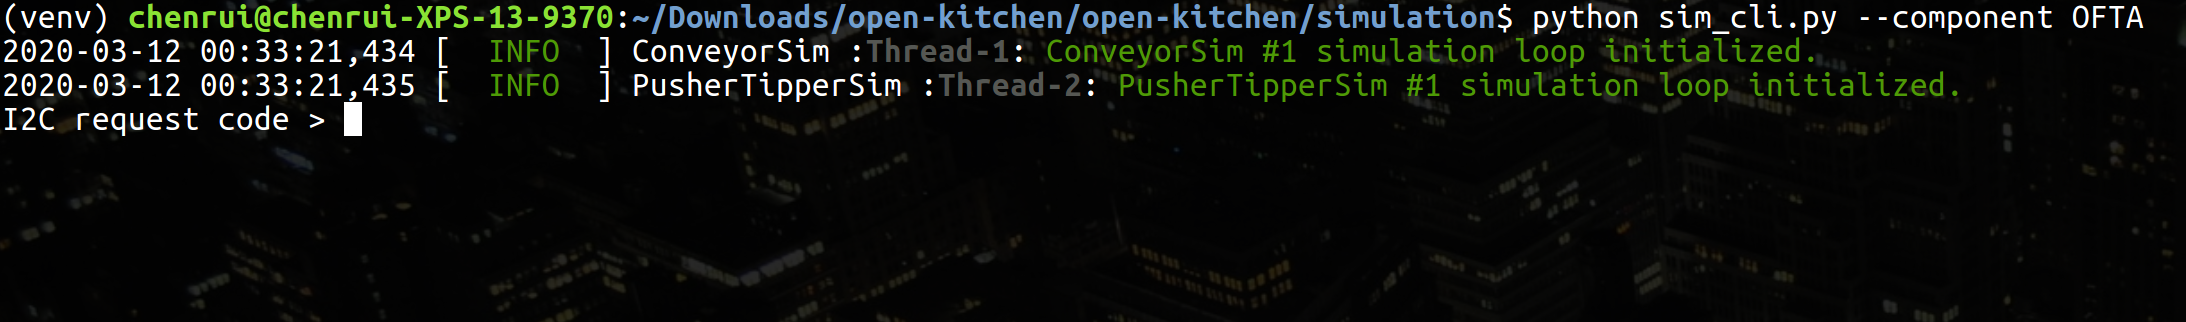 (venv) chenrui@chenrui-XPS-13-9370:~/Downloads/open-kitchen/open-kitchen/simulation$ python sim_cli.py --component OFTA
2020-03-12 00:33:21,434 [  INFO  ] ConveyorSim :Thread-1: ConveyorSim #1 simulation loop initialized.
2020-03-12 00:33:21,435 [  INFO  ] PusherTipperSim :Thread-2: PusherTipperSim #1 simulation loop initialized.
I2C request code >